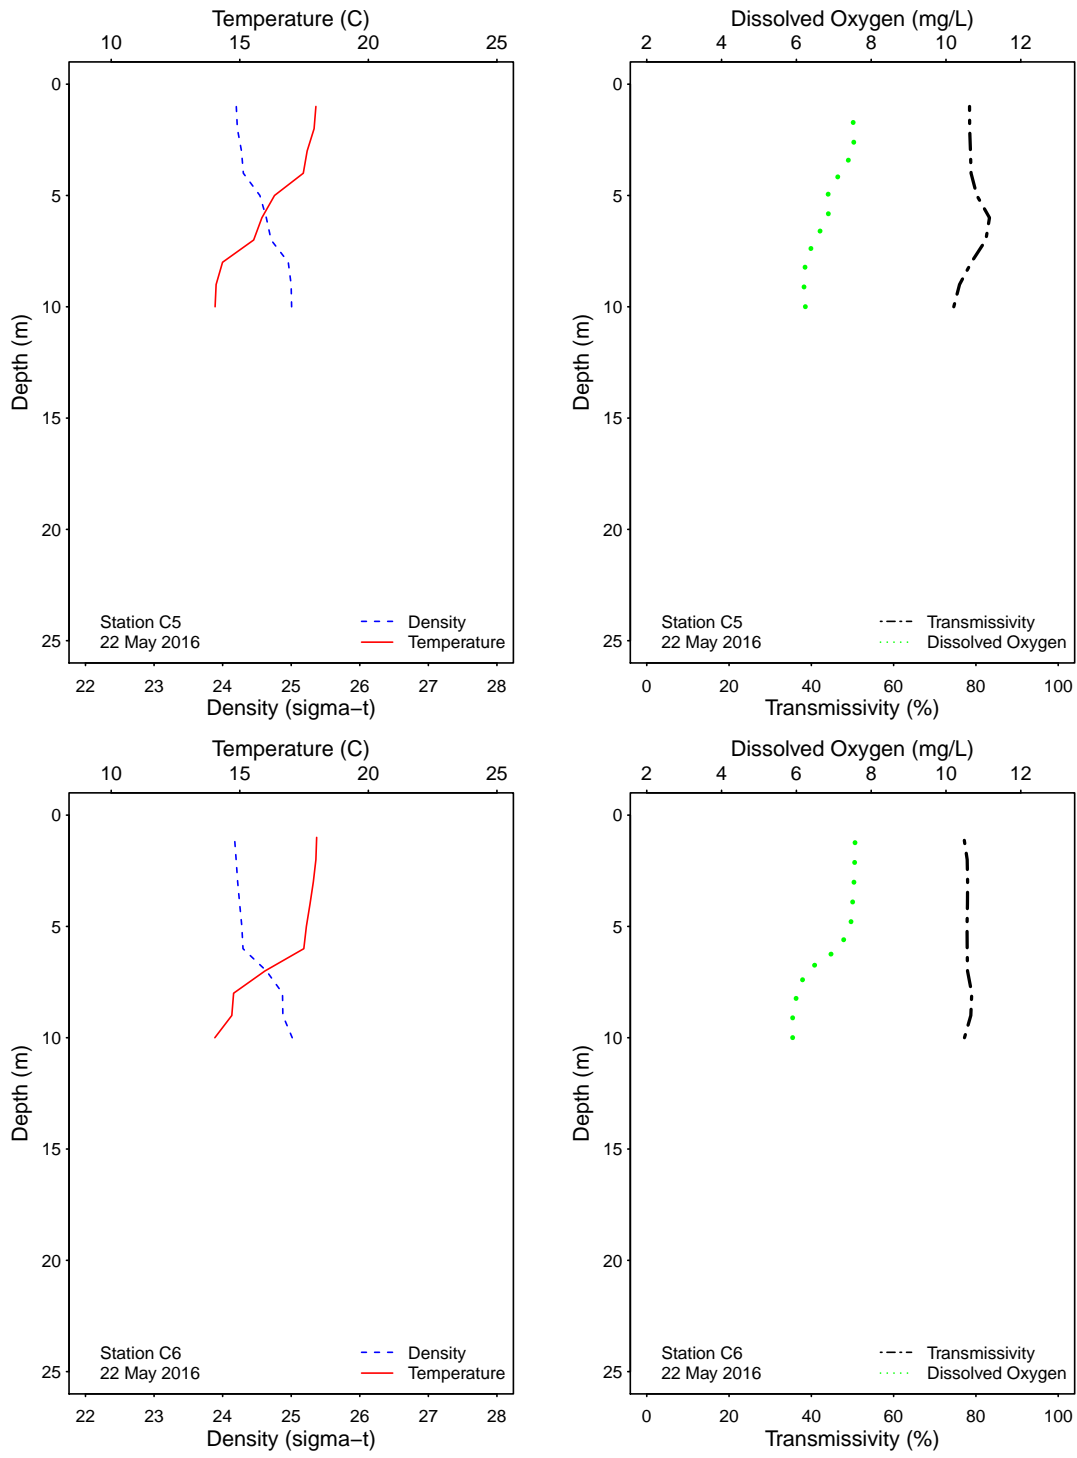 Temperature (C)
10 15 20 25
0
5
10
15
20
25
Depth (m)
Station C5
22 May 2016
Density
Temperature
22 23 24 25 26 27 28
Density (sigma−t)
Dissolved Oxygen (mg/L)
2 4 6 8 10 12
0
5
10
15
20
25
Depth (m)
Station C5
22 May 2016
Transmissivity
Dissolved Oxygen
0 20 40 60 80 100
Transmissivity (%)
Temperature (C)
10 15 20 25
0
5
10
15
20
25
Depth (m)
Station C6
22 May 2016
Density
Temperature
22 23 24 25 26 27 28
Density (sigma−t)
Dissolved Oxygen (mg/L)
2 4 6 8 10 12
0
5
10
15
20
25
Depth (m)
Station C6
22 May 2016
Transmissivity
Dissolved Oxygen
0 20 40 60 80 100
Transmissivity (%)